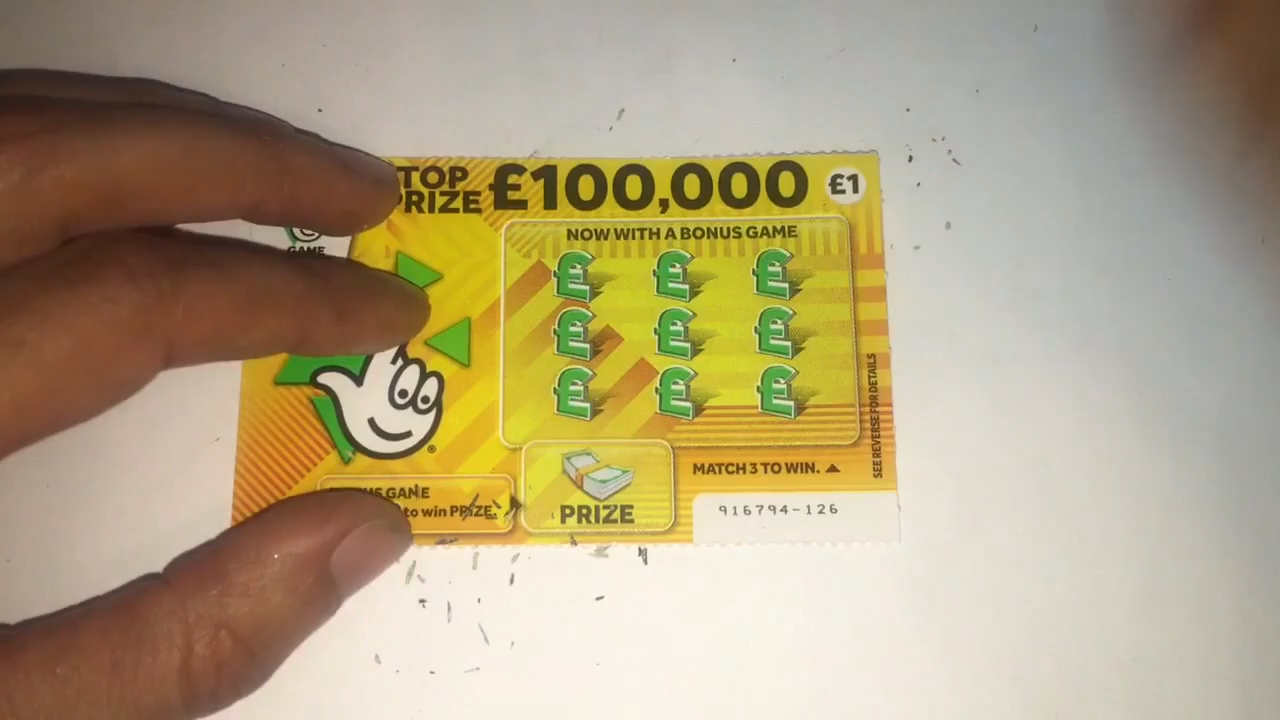 TOP
PRIZE £100,000
£1
NOW WITH A BONUS GAME
£ £ £
£ £ £
£ £ £
GAME
MATCH 3 TO WIN.
SEE REVERSE FOR DETAILS
GAME
to win PRIZE.
PRIZE
916794-126